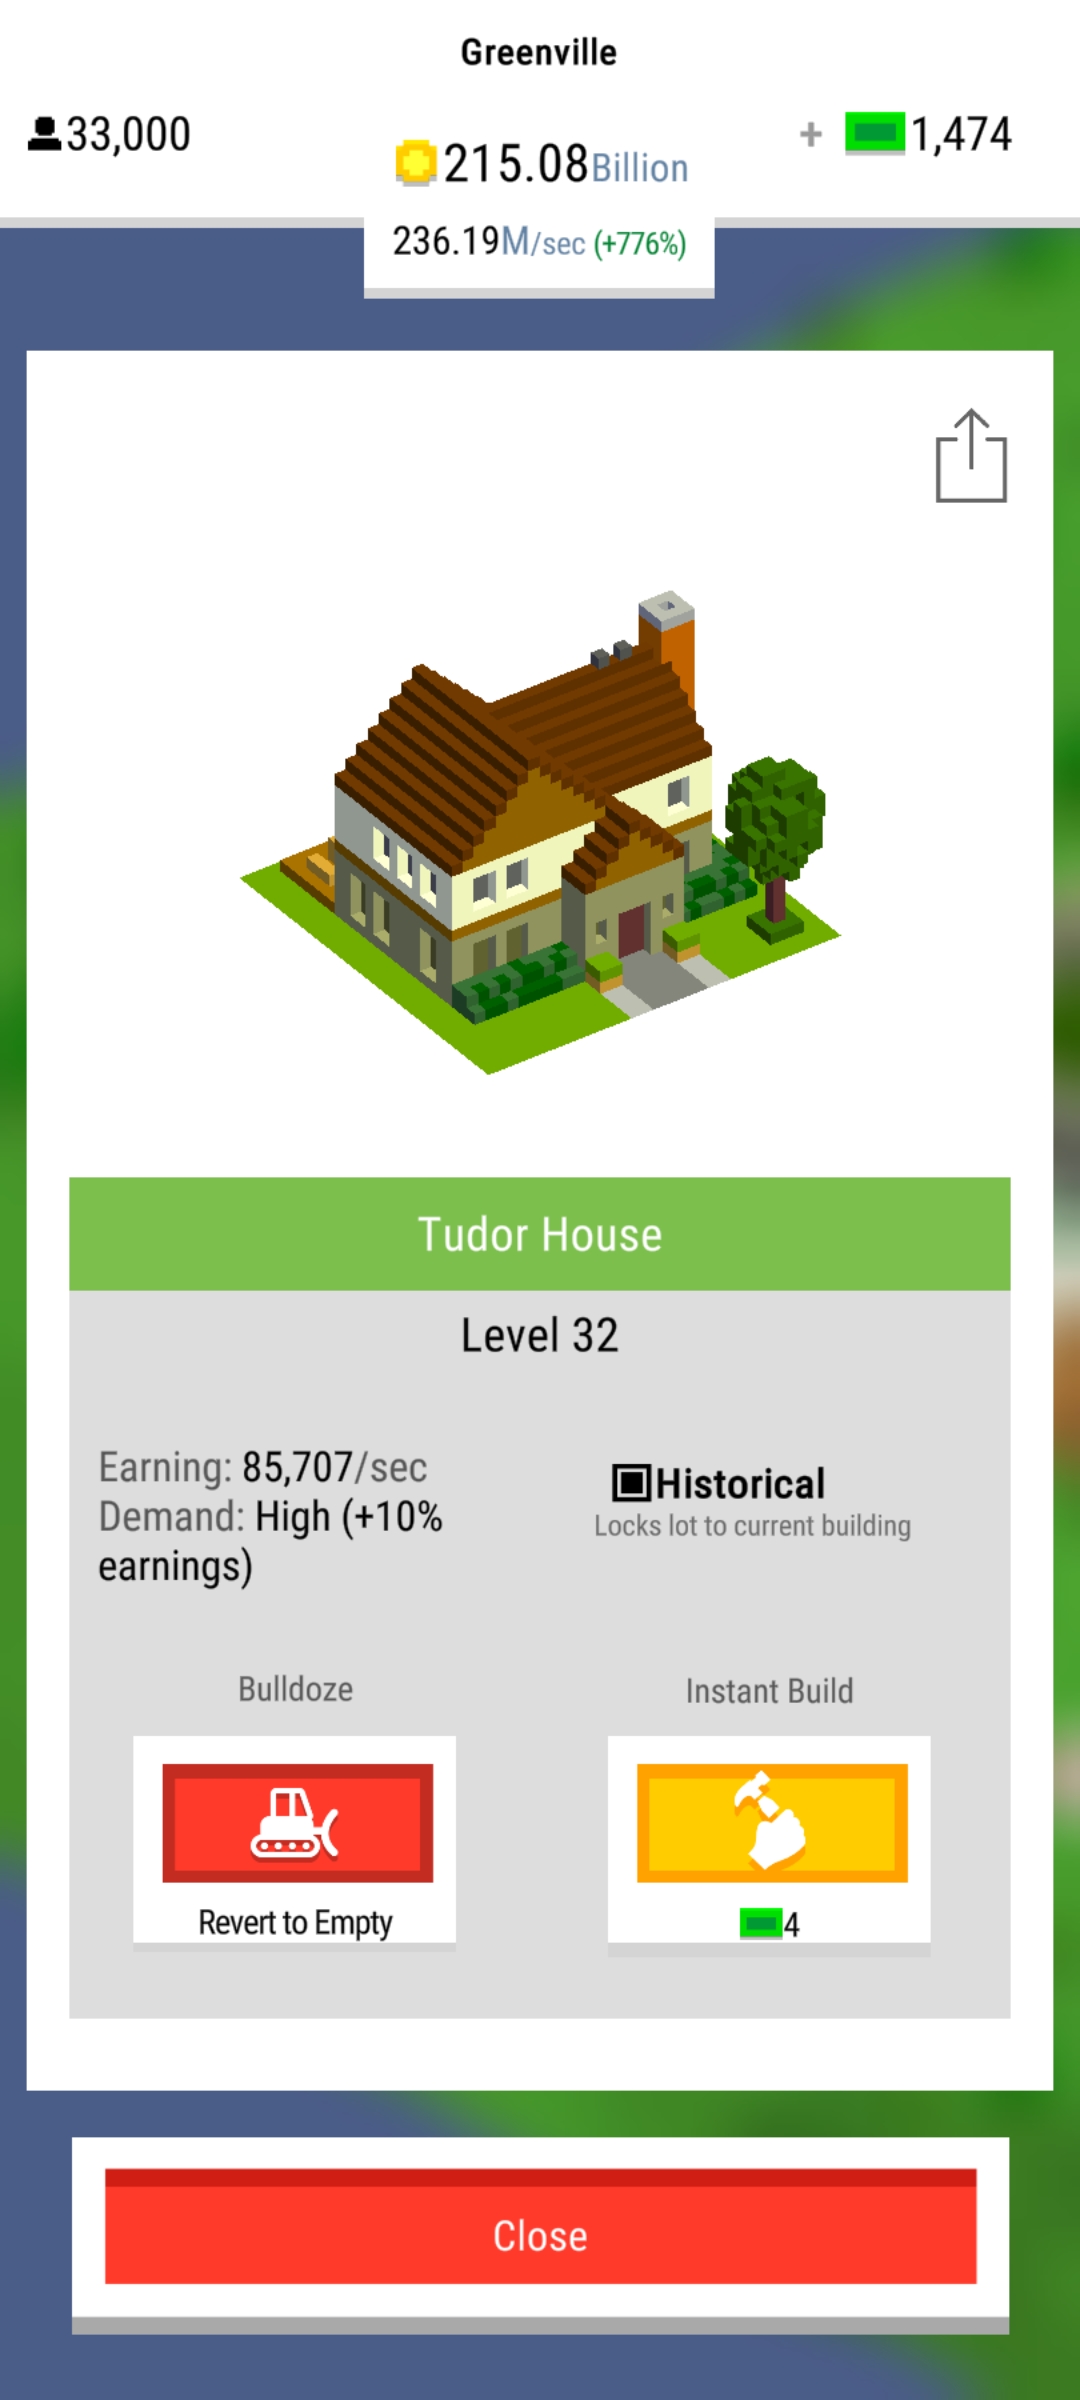 Greenville
33,000
215.08Billion
+ 1,474
236.19M/sec (+776%)
Tudor House
Level 32
Earning: 85,707/sec
Demand: High (+10%
earnings)
Historical
Locks lot to current building
Bulldoze
Instant Build
Revert to Empty
4
Close